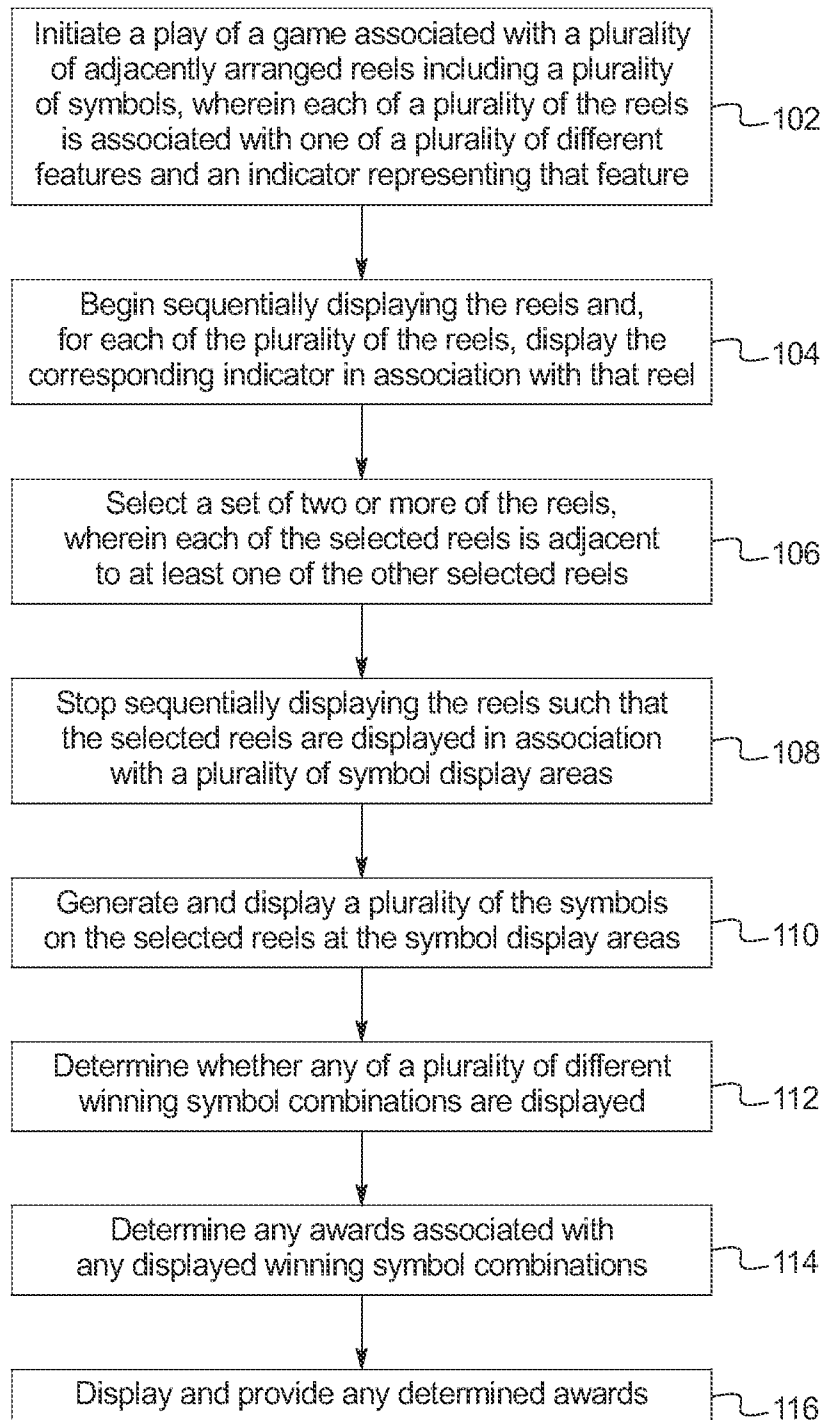 Initiate a play of a game associated with a plurality
of adjacently arranged reels including a plurality
of symbols, wherein each of a plurality of the reels
is associated with one of a plurality of different
features and an indicator representing that feature
102
Begin sequentially displaying the reels and,
for each of the plurality of the reels, display the
corresponding indicator in association with that reel
104
Select a set of two or more of the reels,
wherein each of the selected reels is adjacent
to at least one of the other selected reels
106
Stop sequentially displaying the reels such that
the selected reels are displayed in association
with a plurality of symbol display areas
108
Generate and display a plurality of the symbols
on the selected reels at the symbol display areas
110
Determine whether any of a plurality of different
winning symbol combinations are displayed
112
Determine any awards associated with
any displayed winning symbol combinations
114
Display and provide any determined awards
116